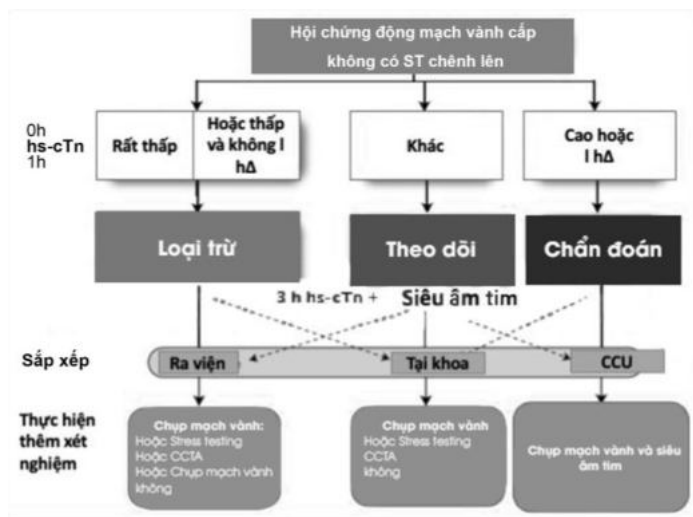 Hội chứng động mạch vành cấp
không có ST chênh lên
0h
hs-cTn
1h
Rất thấp
Hoặc thấp
và không I
hΔ
Khác
Cao hoặc
I hΔ
Loại trừ
Theo dõi
Chẩn đoán
3 h hs-cTn + Siêu âm tim
Sắp xếp
Ra viện
Tại khoa
CCU
Thực hiện
thêm xét
nghiệm
Chụp mạch vành:
Hoặc Stress testing
Hoặc CCTA
Hoặc Chụp mạch vành
không
Chụp mạch vành
Hoặc Stress testing
CCTA
không
Chụp mạch vành và siêu
âm tim